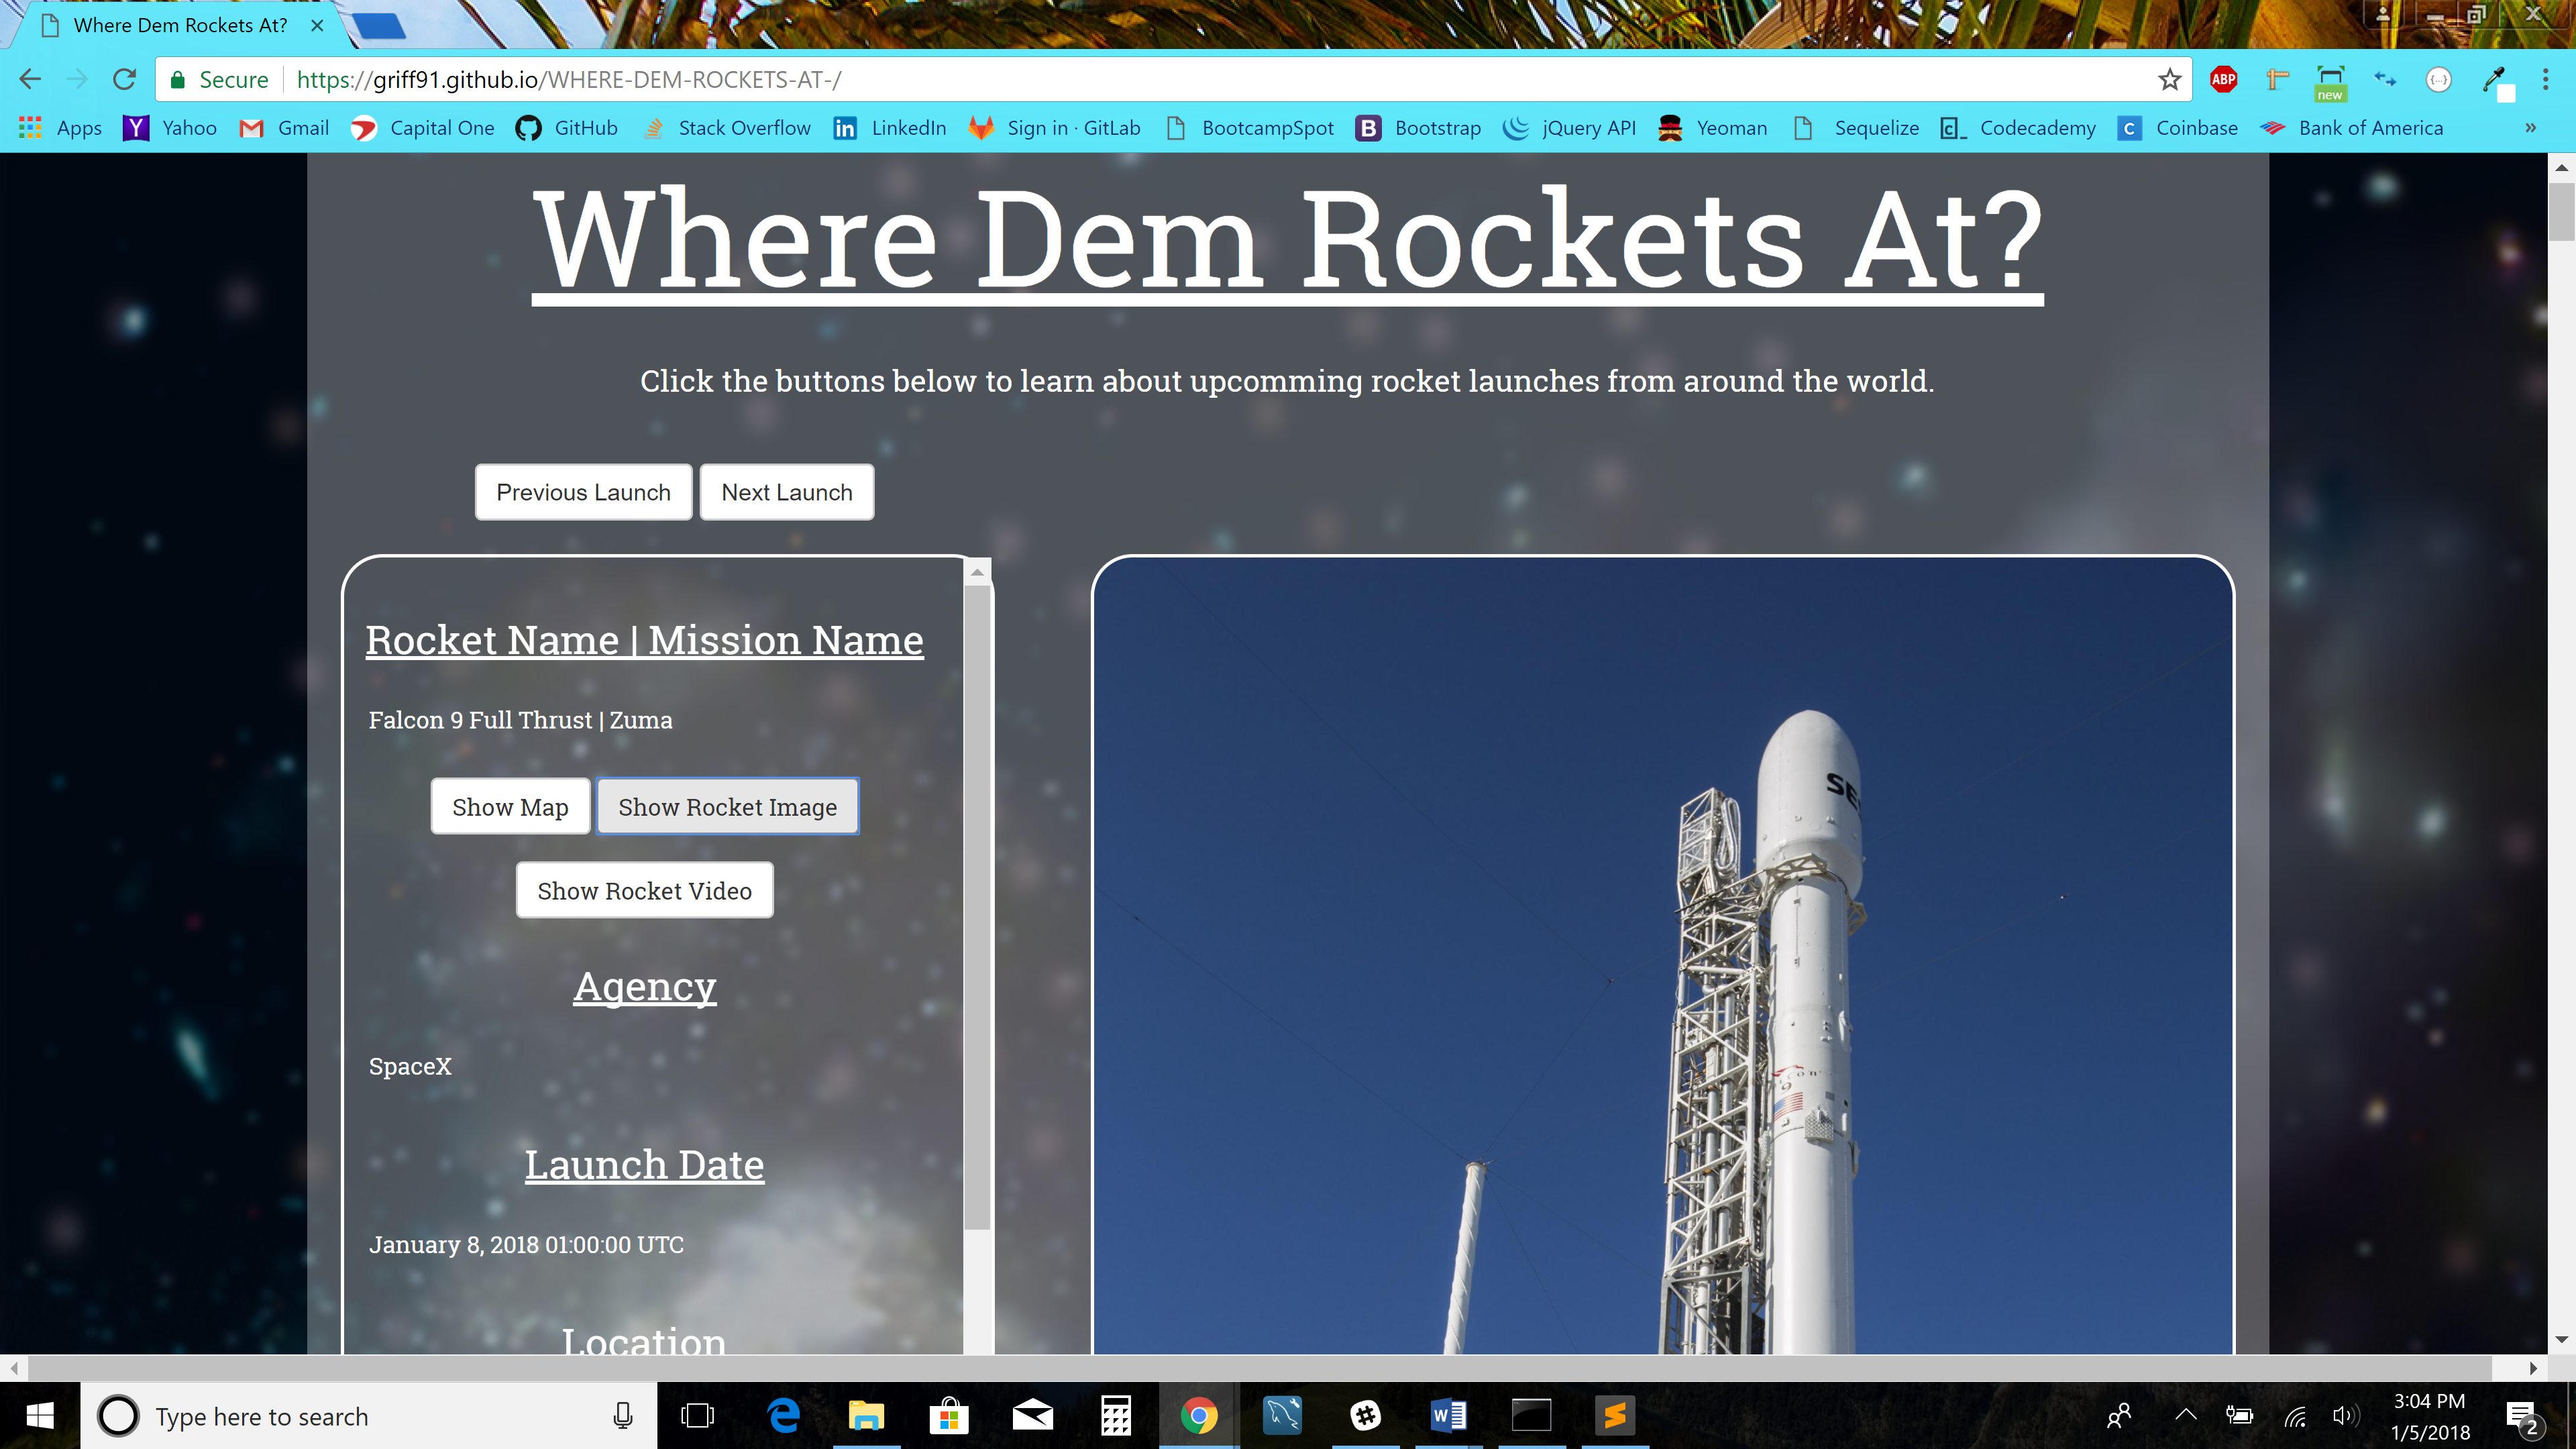 Where Dem Rockets At?
Secure https://griff91.github.io/WHERE-DEM-ROCKETS-AT-/
ABP
new
Apps Yahoo Gmail Capital One GitHub Stack Overflow LinkedIn Sign in · GitLab BootcampSpot Bootstrap jQuery API Yeoman Sequelize Codecademy Coinbase Bank of America »
Where Dem Rockets At?
Click the buttons below to learn about upcomming rocket launches from around the world.
Previous Launch Next Launch
Rocket Name | Mission Name
Falcon 9 Full Thrust | Zuma
Show Map Show Rocket Image
Show Rocket Video
Agency
SpaceX
Launch Date
January 8, 2018 01:00:00 UTC
Location
Type here to search
3:04 PM
1/5/2018
2